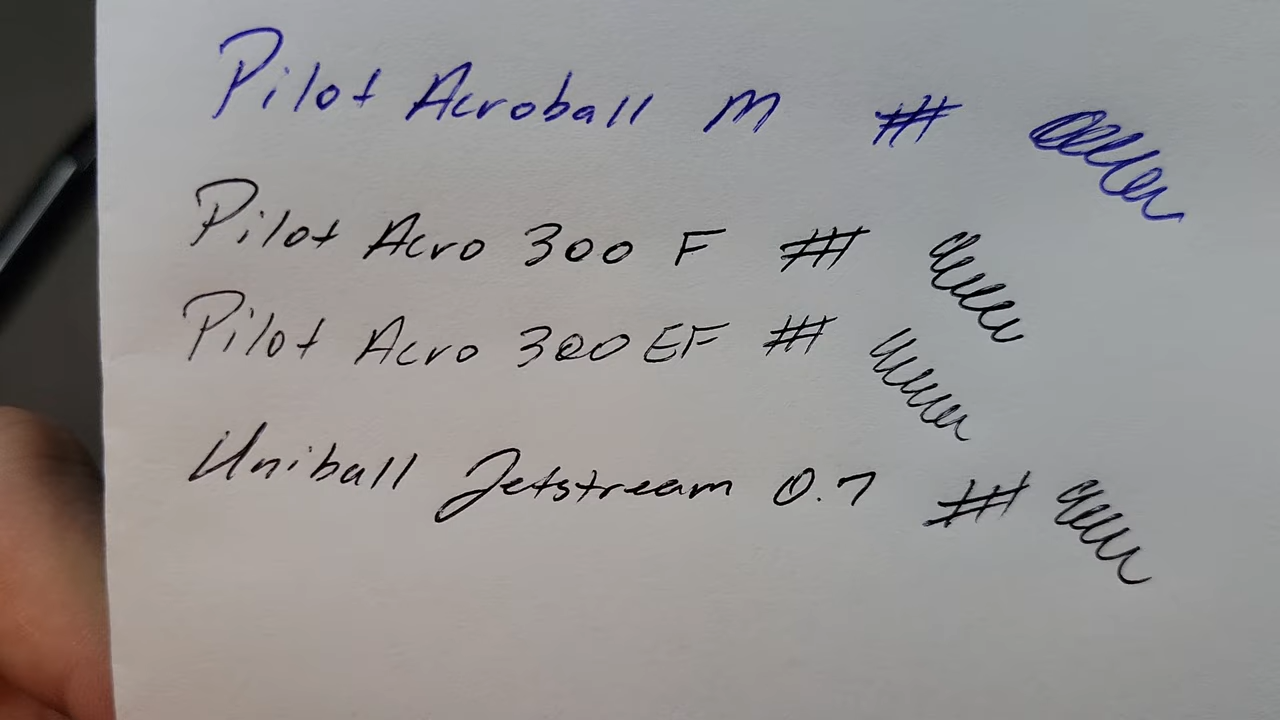 Pilot Acroball M #
Pilot Acro 300 F #
Pilot Acro 300 EF #
Uniball Jetstream 0.7 #